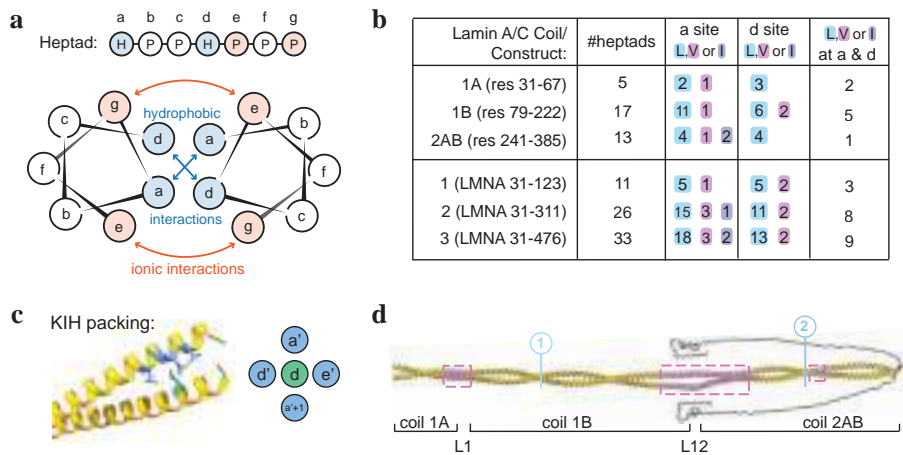 a
a b c d e f g
Heptad: H P P H P P P
g e
hydrophobic
c b
d a
f f
a d
b c
interactions
e g
ionic interactions
b
Lamin A/C Coil/ Construct: #heptads a site L,V or I d site L,V or I L,V or I at a & d
1A (res 31-67) 5 2 1 3 2
1B (res 79-222) 17 11 1 6 2 5
2AB (res 241-385) 13 4 1 2 4 1
1 (LMNA 31-123) 11 5 1 5 2 3
2 (LMNA 31-311) 26 15 3 1 11 2 8
3 (LMNA 31-476) 33 18 3 2 13 2 9
c
KIH packing:
a'
d' d e'
a'+1
d
1 2
coil 1A coil 1B coil 2AB
L1 L12